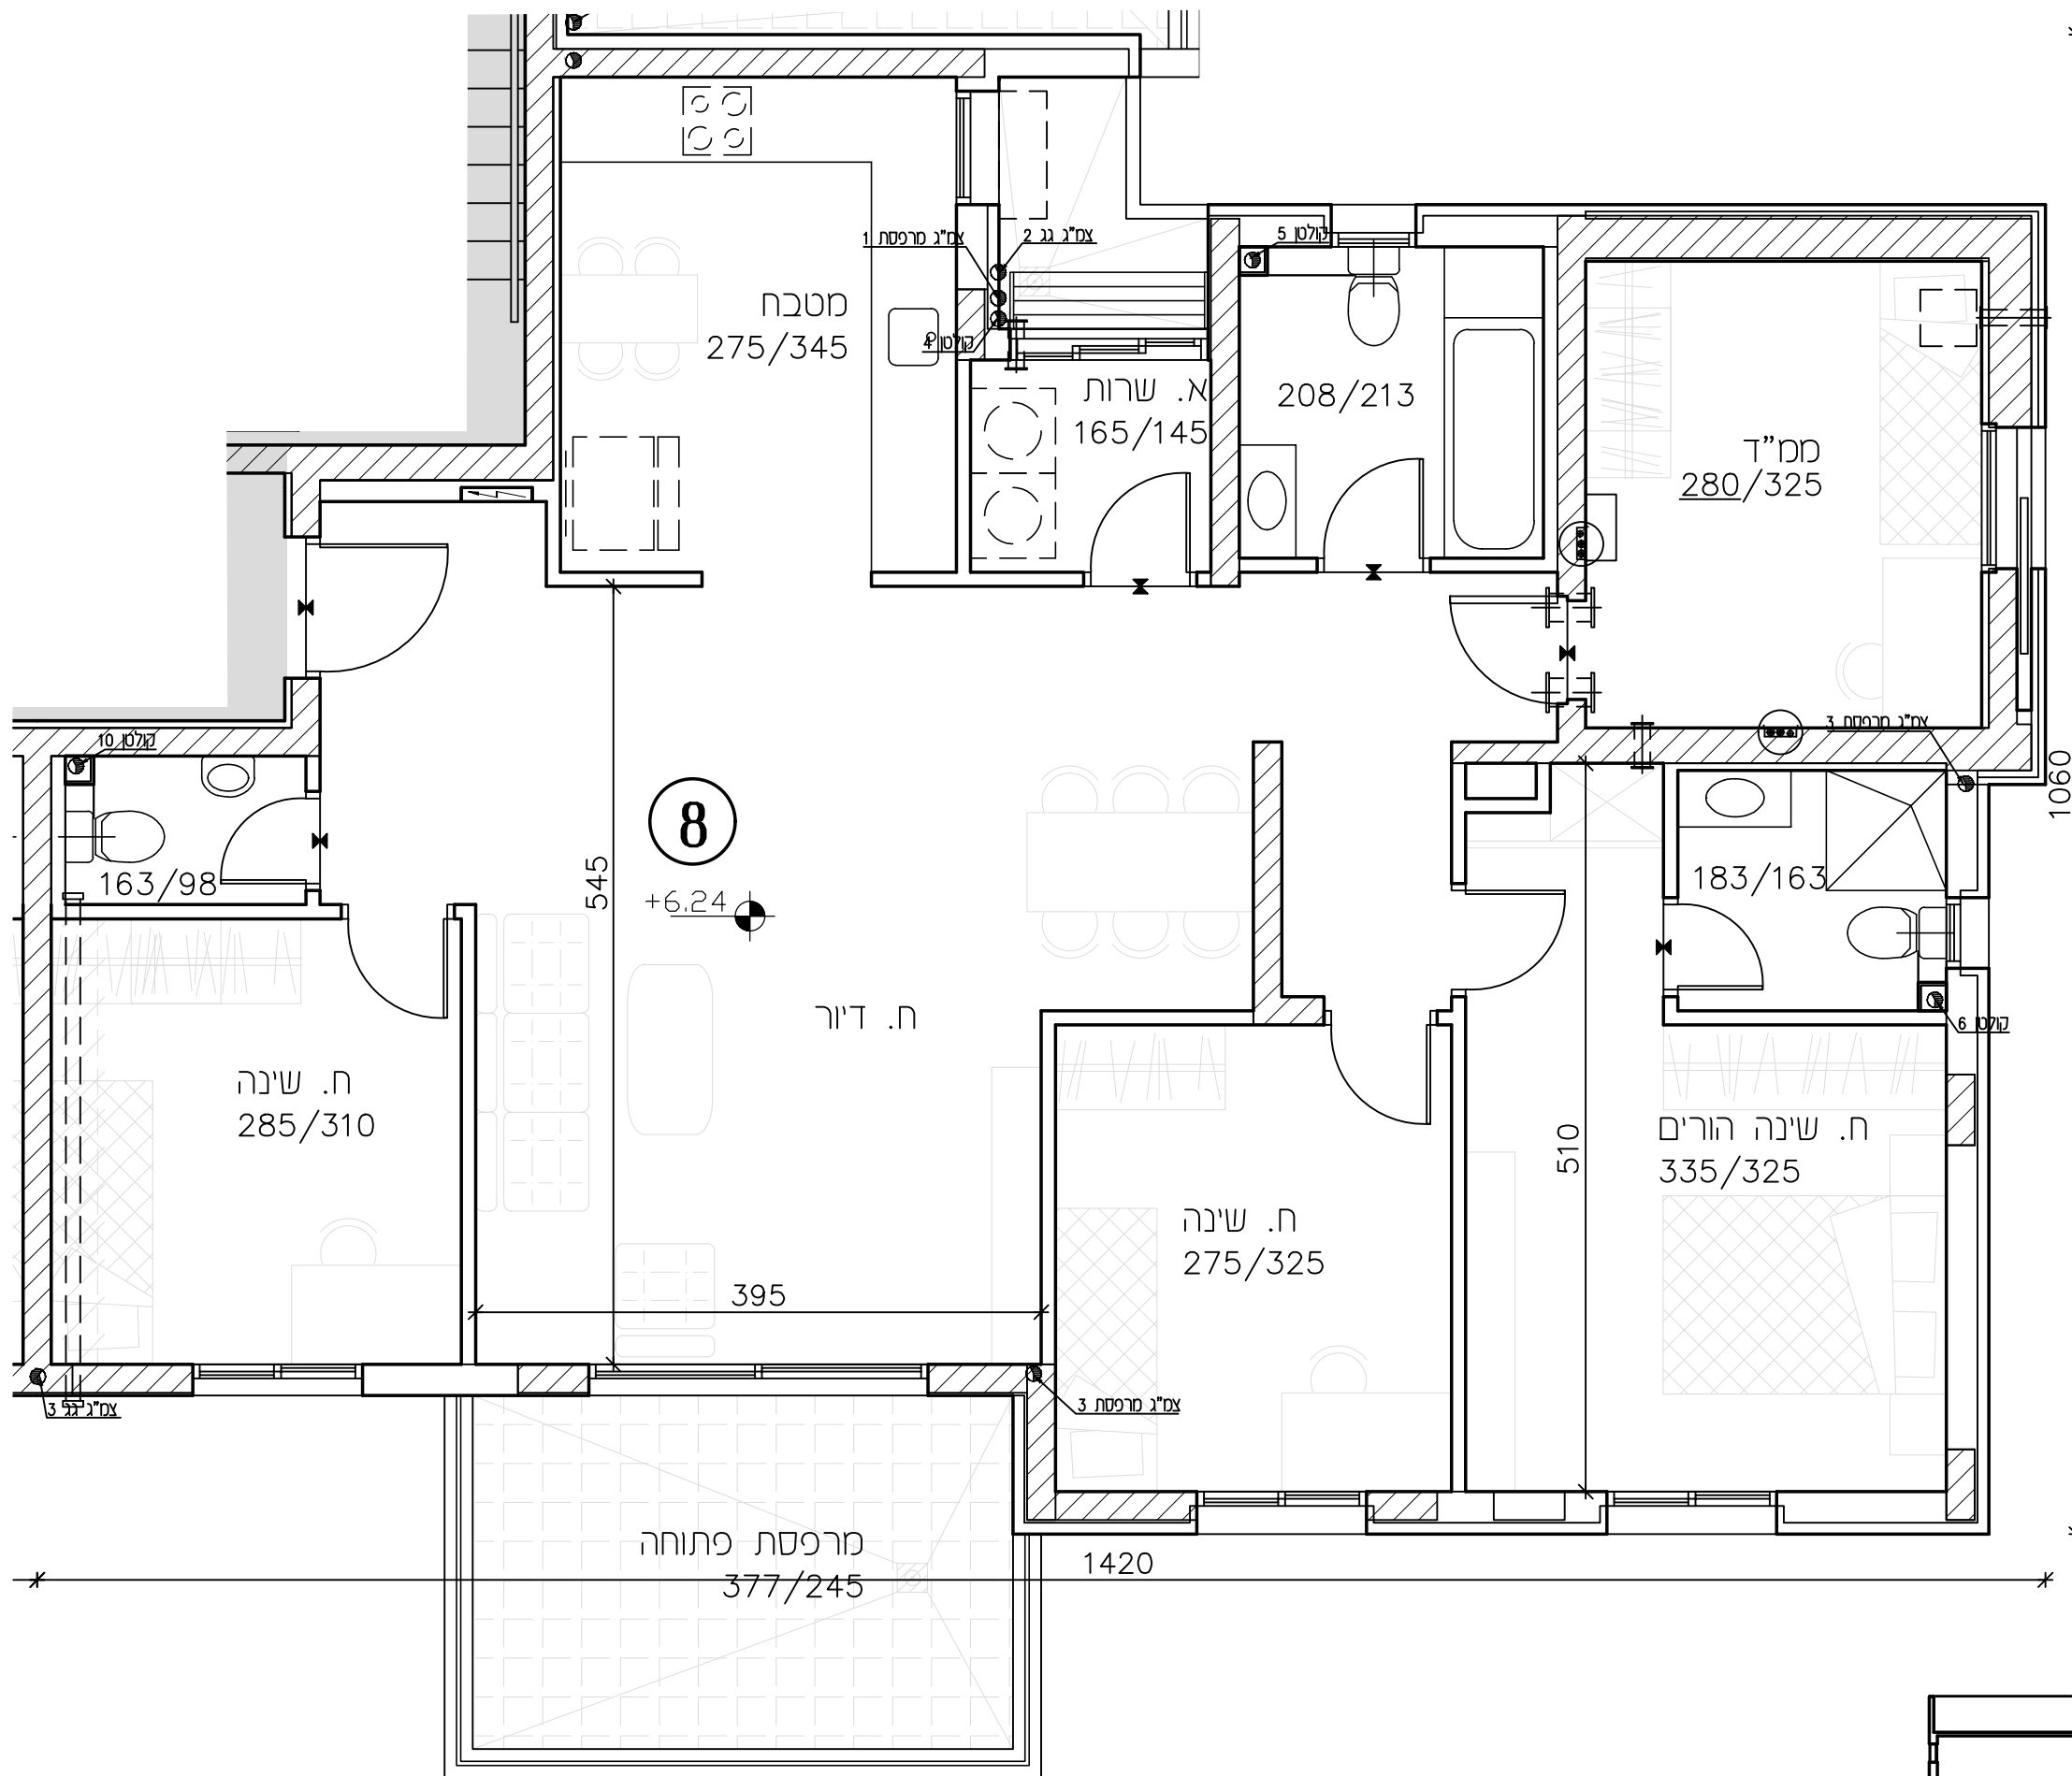 צמ"ג מרפסת 1
צמ"ג גג 2
קולטן 5
מטבח
275/345
קולטן 4
א. שרות
165/145
208/213
ממ"ד
280/325
צמ"ג מרפסת 3
1060
קולטן 10
163/98
8
+6.24
545
183/163
קולטן 6
ח. דיור
ח. שינה
285/310
ח. שינה הורים
335/325
510
ח. שינה
275/325
395
צמ"ג גג 3
צמ"ג מרפסת 3
מרפסת פתוחה
377/245
1420